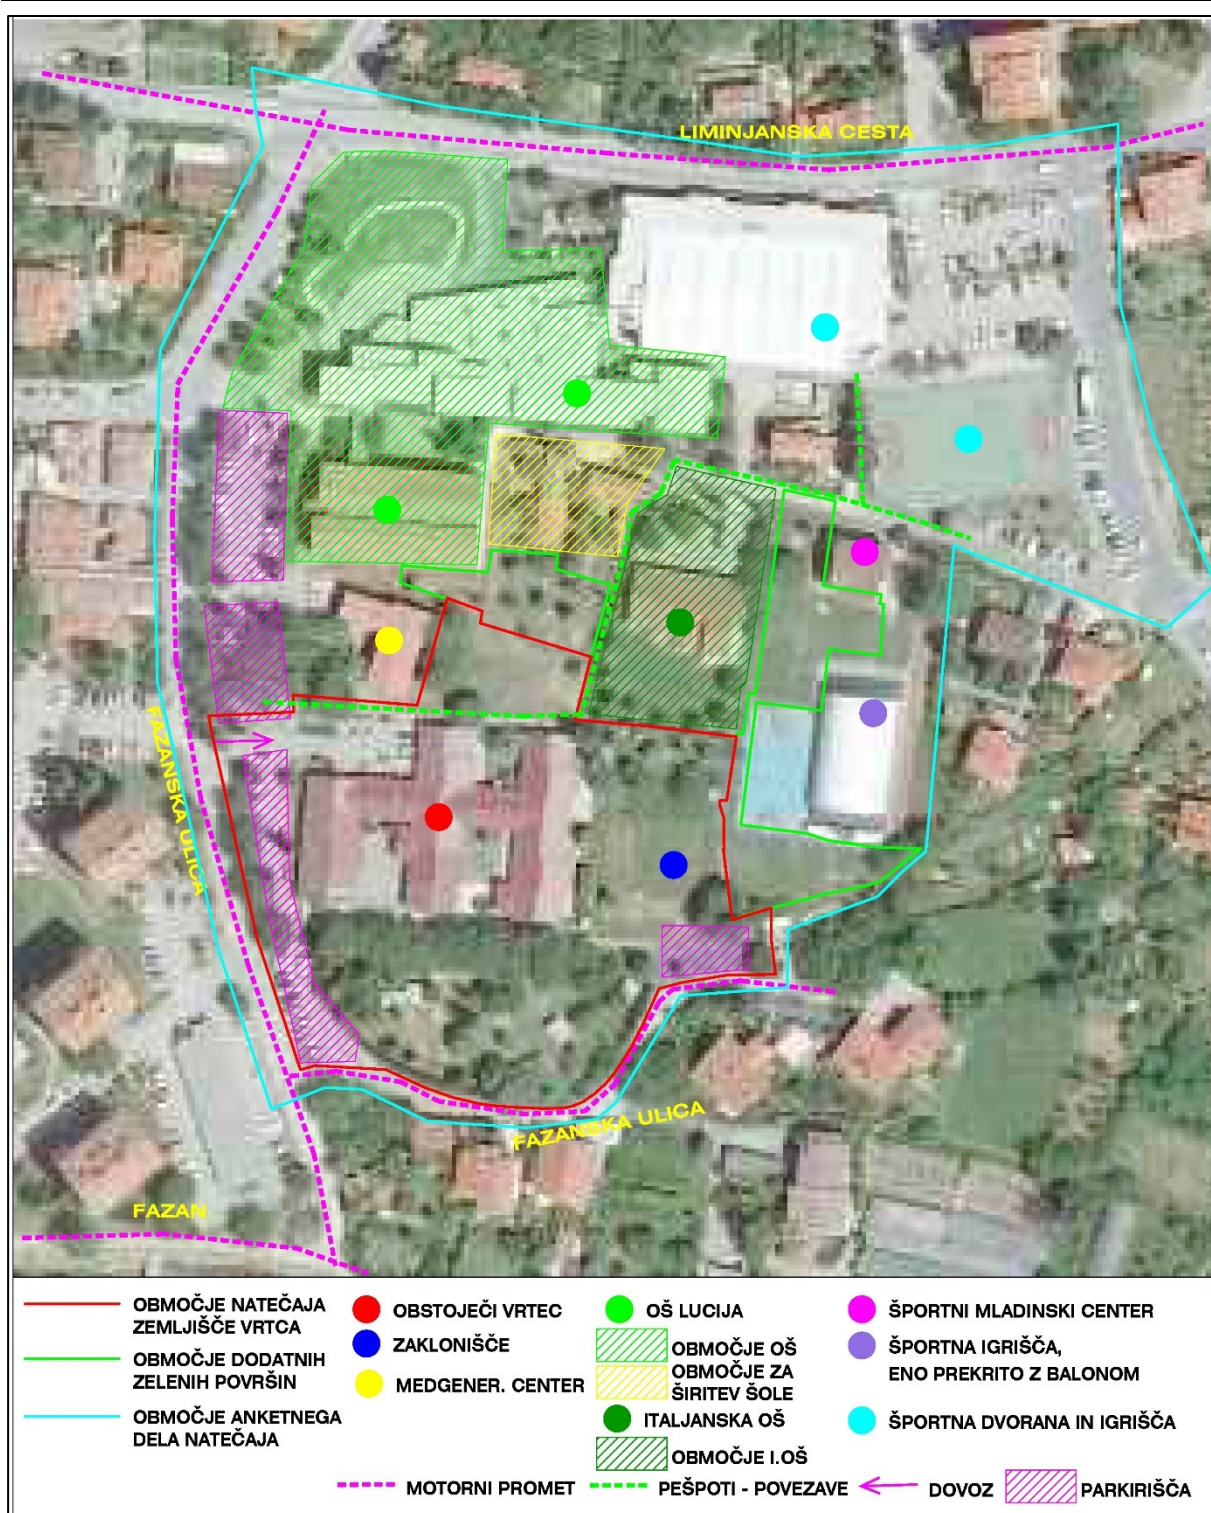 LIMINJANSKA CESTA
FAZANSKA ULICA
FAZANSKA ULICA
FAZAN
OBMOČJE NATEČAJA
ZEMLJIŠČE VRTCA
OBMOČJE DODATNIH
ZELENIH POVRŠIN
OBMOČJE ANKETNEGA
DELA NATEČAJA
OBSTOJEČI VRTEC
ZAKLONIŠČE
MEDGENER. CENTER
OŠ LUCIJA
OBMOČJE OŠ
OBMOČJE ZA
ŠIRITEV ŠOLE
ITALJANSKA OŠ
OBMOČJE I.OŠ
ŠPORTNI MLADINSKI CENTER
ŠPORTNA IGRIŠČA,
ENO PREKRITO Z BALONOM
ŠPORTNA DVORANA IN IGRIŠČA
MOTORNI PROMET
PEŠPOTI - POVEZAVE
DOVOZ
PARKIRIŠČA